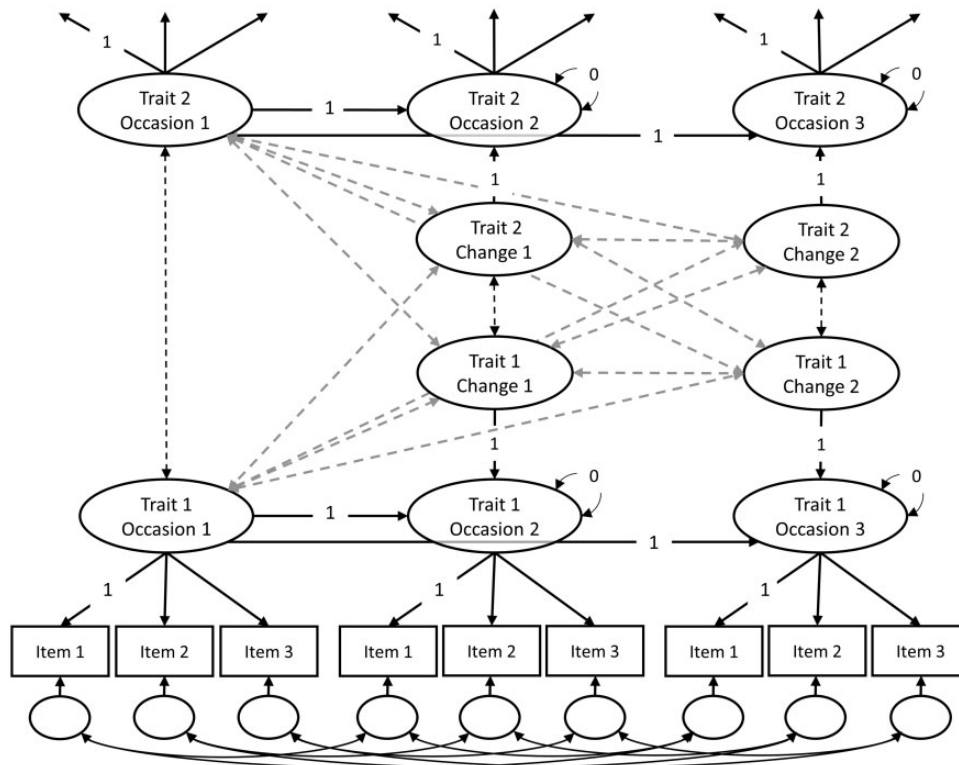 1
1
1
Trait 2
Occasion 1
1
Trait 2
Occasion 2
0
Trait 2
Occasion 3
0
1
1
1
Trait 2
Change 1
Trait 2
Change 2
Trait 1
Change 1
Trait 1
Change 2
1
1
Trait 1
Occasion 1
1
Trait 1
Occasion 2
0
Trait 1
Occasion 3
0
1
1
1
1
Item 1
Item 2
Item 3
Item 1
Item 2
Item 3
Item 1
Item 2
Item 3